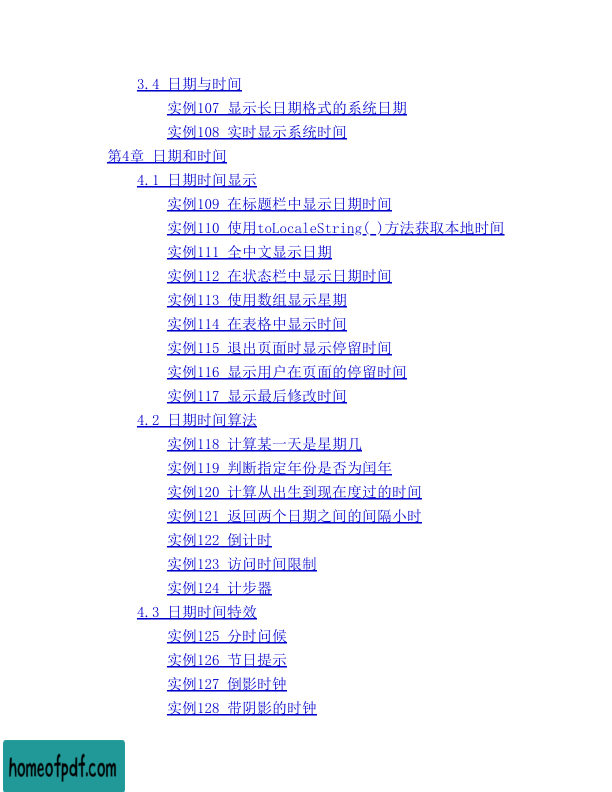 3.4 日期与时间
实例107 显示长日期格式的系统日期
实例108 实时显示系统时间
第4章 日期和时间
4.1 日期时间显示
实例109 在标题栏中显示日期时间
实例110 使用toLocaleString( )方法获取本地时间
实例111 全中文显示日期
实例112 在状态栏中显示日期时间
实例113 使用数组显示星期
实例114 在表格中显示时间
实例115 退出页面时显示停留时间
实例116 显示用户在页面的停留时间
实例117 显示最后修改时间
4.2 日期时间算法
实例118 计算某一天是星期几
实例119 判断指定年份是否为闰年
实例120 计算从出生到现在度过的时间
实例121 返回两个日期之间的间隔小时
实例122 倒计时
实例123 访问时间限制
实例124 计步器
4.3 日期时间特效
实例125 分时问候
实例126 节日提示
实例127 倒影时钟
实例128 带阴影的时钟
homeofpdf.com